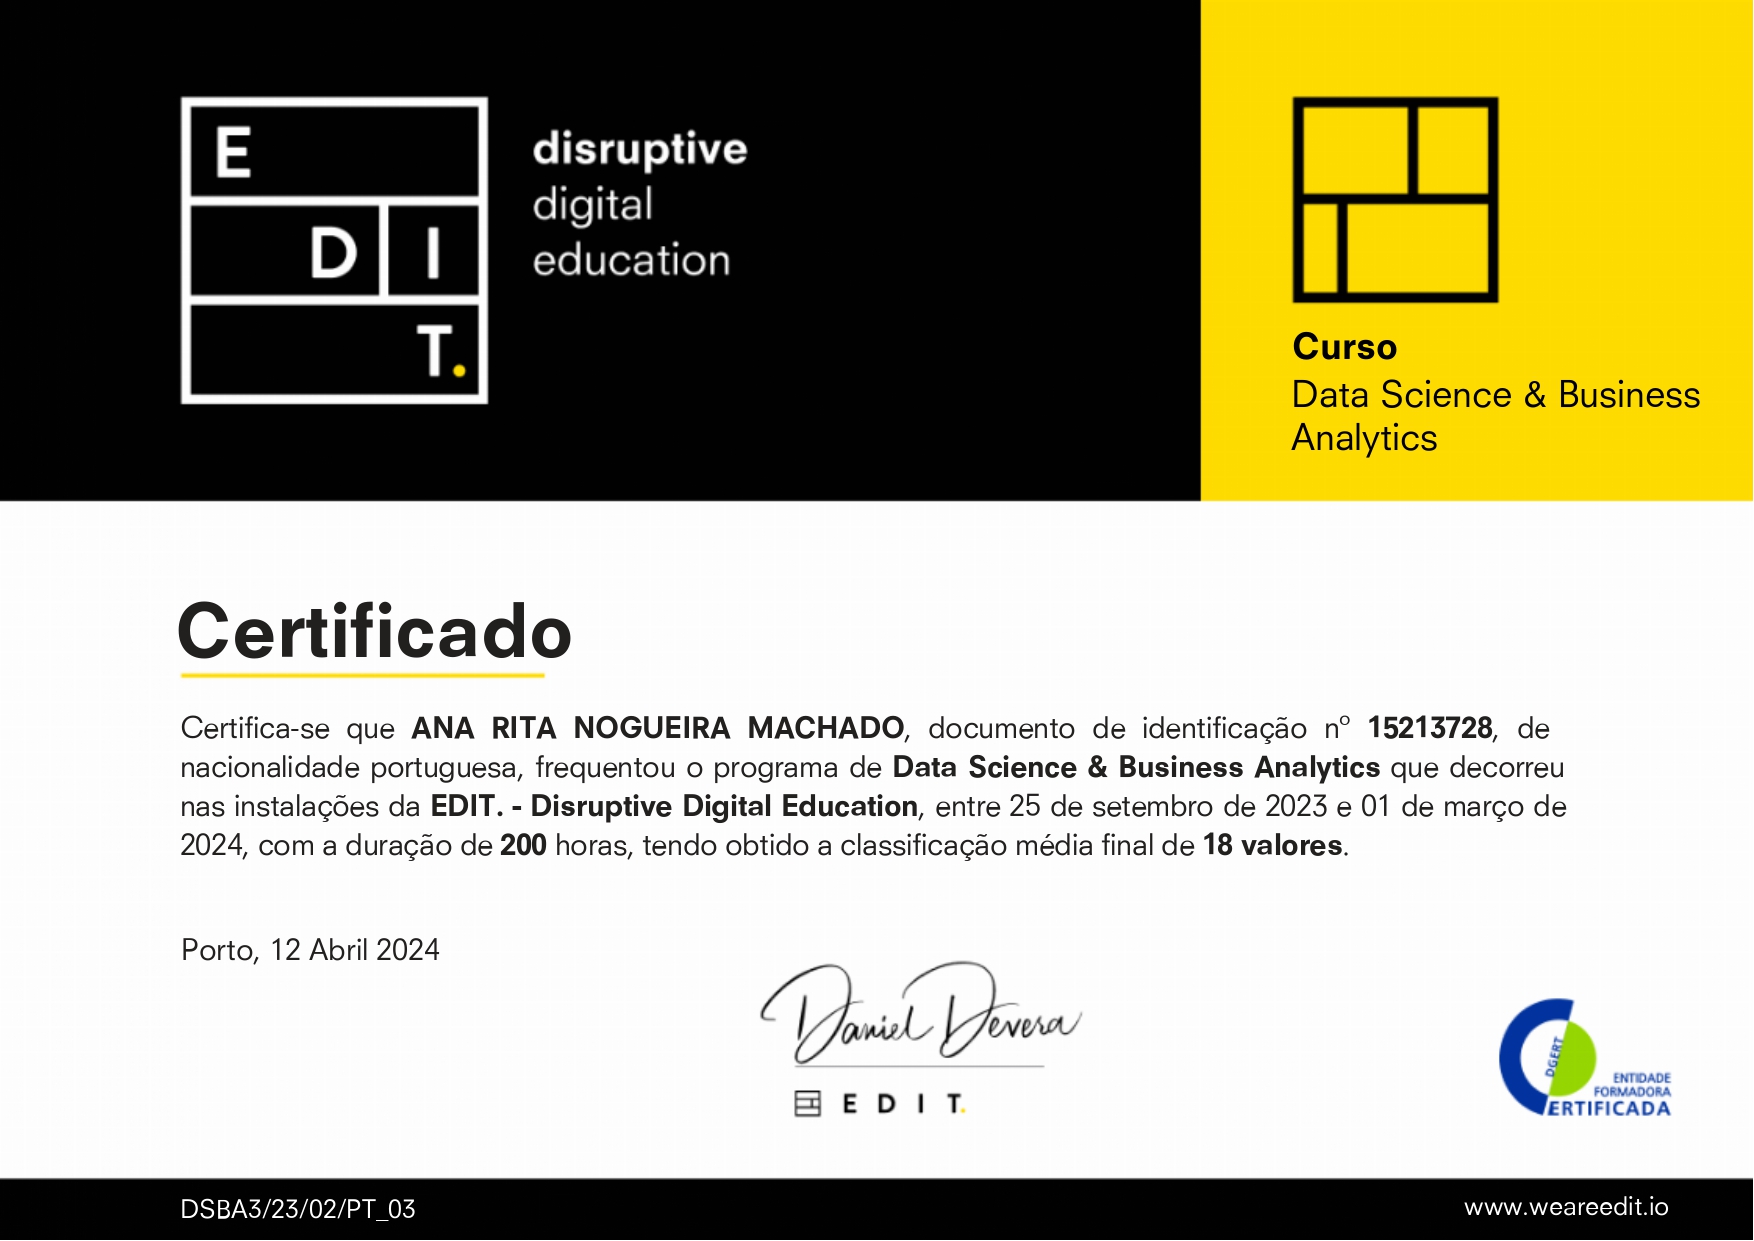 E
D I
T.
disruptive
digital
education
Curso
Data Science & Business
Analytics
Certificado
Certifica-se que ANA RITA NOGUEIRA MACHADO, documento de identificação nº 15213728, de
nacionalidade portuguesa, frequentou o programa de Data Science & Business Analytics que decorreu
nas instalações da EDIT. - Disruptive Digital Education, entre 25 de setembro de 2023 e 01 de março de
2024, com a duração de 200 horas, tendo obtido a classificação média final de 18 valores.
Porto, 12 Abril 2024
Daniel Devera
E D I T.
DGERT
ENTIDADE
FORMADORA
CERTIFICADA
DSBA3/23/02/PT_03
www.weareedit.io